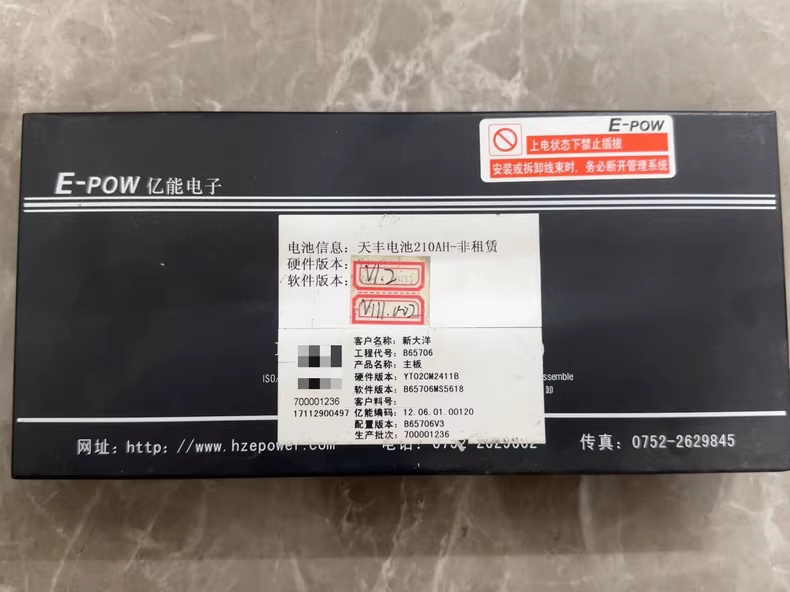 E-POW
上电状态下禁止插拔
安装或拆卸线束时，务必断开管理系统
E-POW 亿能电子
电池信息：天丰电池210AH-非租赁
硬件版本：
V1.2
软件版本：
客户名称：新大洋
工程代号：B65706
产品名称：主板
硬件版本：YT02CM2411B
软件版本：B65706MS5618
客户料号：
亿能编码：12.06.01.00120
配置版本：B65706V3
生产批次：700001236
700001236
17112900497
ISO/
ssemble
卸
网址：http://www.hzepower.com
传真：0752-2629845